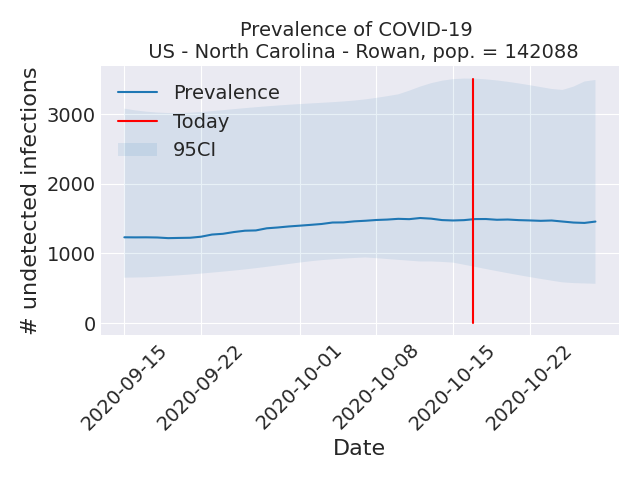 Prevalence of COVID-19
US - North Carolina - Rowan, pop. = 142088
# undetected infections
3000
2000
1000
0
Prevalence
Today
95CI
2020-09-15
2020-09-22
2020-10-01
2020-10-08
2020-10-15
2020-10-22
Date